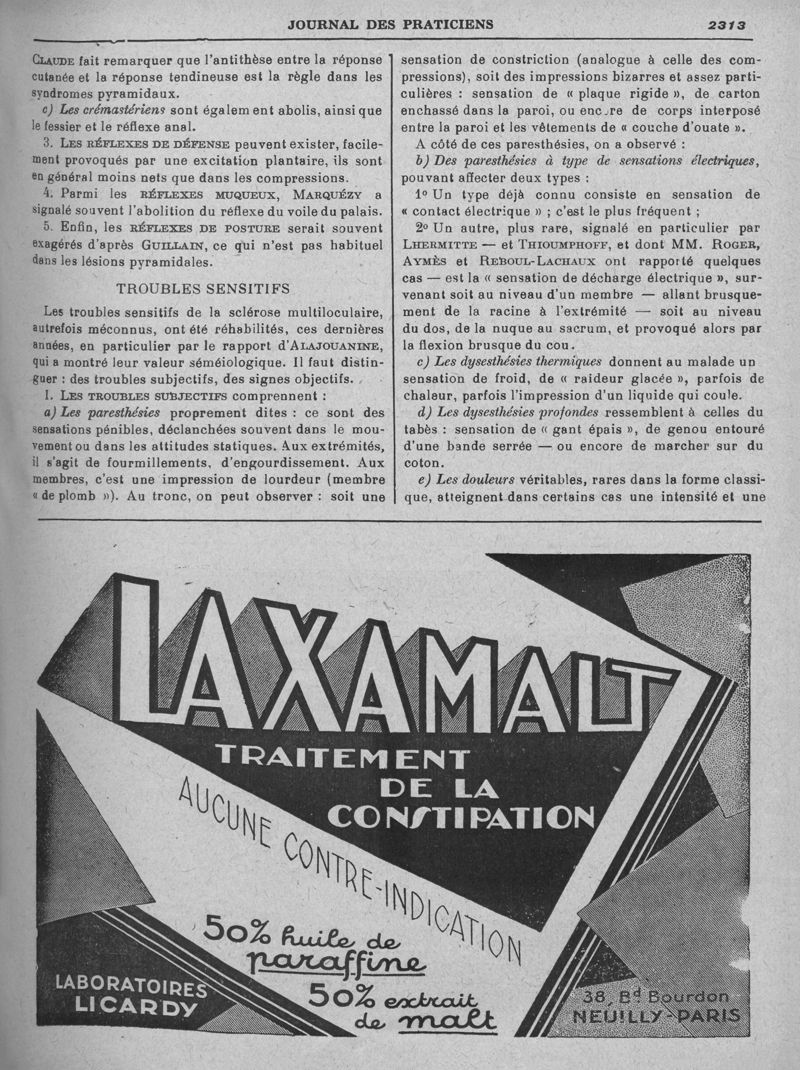 JOURNAL DES PRATICIENS 2313
CLAUDE fait remarquer que l'antithèse entre la réponse
cutanée et la réponse tendineuse est la règle dans les
syndromes pyramidaux.
c) Les crémastériens sont égalem ent abolis, ainsi que
le fessier et le réflexe anal.
3. LES RÉFLEXES DE DÉFENSE peuvent exister, facile-
ment provoqués par une excitation plantaire, ils sont
en général moins nets que dans les compressions.
4. Parmi les RÉFLEXES MUQUEUX, MARQUÉZY a
signalé souvent l'abolition du réflexe du voile du palais.
5. Enfin, les RÉFLEXES DE POSTURE serait souvent
exagérés d'après GUILLAIN, ce qui n'est pas habituel
dans les lésions pyramidales.
TROUBLES SENSITIFS
Les troubles sensitifs de la sclérose multiloculaire,
autrefois méconnus, ont été réhabilités, ces dernières
années, en particulier par le rapport d'ALAJOUANINE,
qui a montré leur valeur séméiologique. Il faut distin-
guer : des troubles subjectifs, des signes objectifs.
I. LES TROUBLES SUBJECTIFS comprennent :
a) Les paresthésies proprement dites : ce sont des
sensations pénibles, déclanchées souvent dans le mou-
vement ou dans les attitudes statiques. Aux extrémités,
il s'agit de fourmillements, d'engourdissement. Aux
membres, c'est une impression de lourdeur (membre
« de plomb »). Au tronc, on peut observer : soit une
sensation de constriction (analogue à celle des com-
pressions), soit des impressions bizarres et assez parti-
culières : sensation de « plaque rigide », de carton
enchassé dans la paroi, ou enc.re de corps interposé
entre la paroi et les vêtements de « couche d'ouate ».
A côté de ces paresthésies, on a observé :
b) Des paresthésies à type de sensations électriques,
pouvant affecter deux types :
1º Un type déjà connu consiste en sensation de
« contact électrique » ; c'est le plus fréquent ;
2º Un autre, plus rare, signalé en particulier par
LHERMITTE — et THIOUMPHOFF, et dont MM. ROGER,
AYMÈS et REBOUL-LACHAUX ont rapporté quelques
cas — est la « sensation de décharge électrique », sur-
venant soit au niveau d'un membre — allant brusque-
ment de la racine à l'extrémité — soit au niveau
du dos, de la nuque au sacrum, et provoqué alors par
la flexion brusque du cou.
c) Les dysesthésies thermiques donnent au malade un
sensation de froid, de « raideur glacée », parfois de
chaleur, parfois l'impression d'un liquide qui coule.
d) Les dysesthésies profondes ressemblent à celles du
tabès : sensation de « gant épais », de genou entouré
d'une bande serrée — ou encore de marcher sur du
coton.
e) Les douleurs véritables, rares dans la forme classi-
que, atteignent dans certains cas une intensité et une
LAXAMALT
TRAITEMENT
DE LA
CONSTIPATION
AUCUNE CONTRE-INDICATION
50% huile de
paraffine
50% extrait
de malt
LABORATOIRES
LICARDY
38, Bd Bourdon
NEUILLY-PARIS